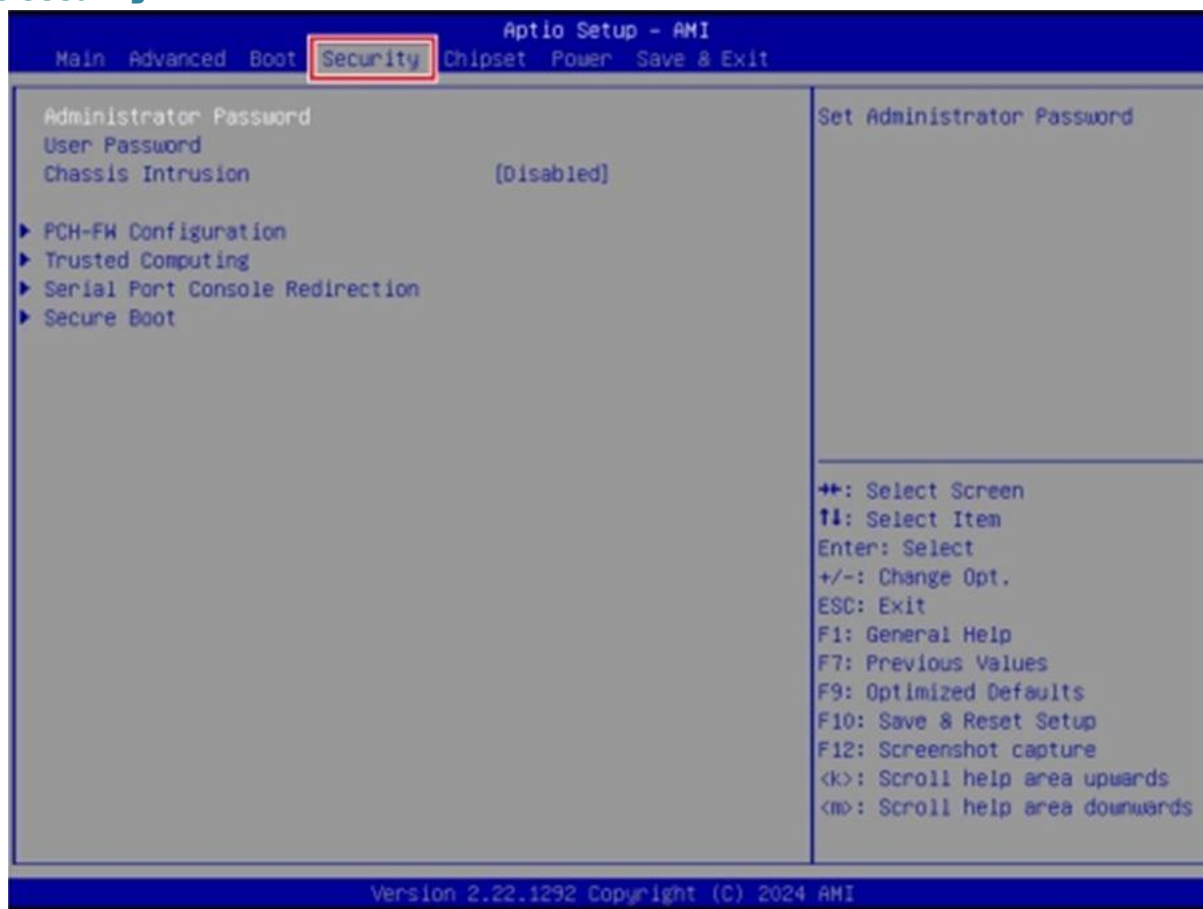 Aptio Setup - AMI
Main Advanced Boot Security Chipset Power Save & Exit
Administrator Password
User Password
Chassis Intrusion [Disabled]
PCH-FW Configuration
Trusted Computing
Serial Port Console Redirection
Secure Boot
Set Administrator Password
→←: Select Screen
↑↓: Select Item
Enter: Select
+/-: Change Opt.
ESC: Exit
F1: General Help
F7: Previous Values
F9: Optimized Defaults
F10: Save & Reset Setup
F12: Screenshot capture
<k>: Scroll help area upwards
<m>: Scroll help area downwards
Version 2.22.1292 Copyright (C) 2024 AMI